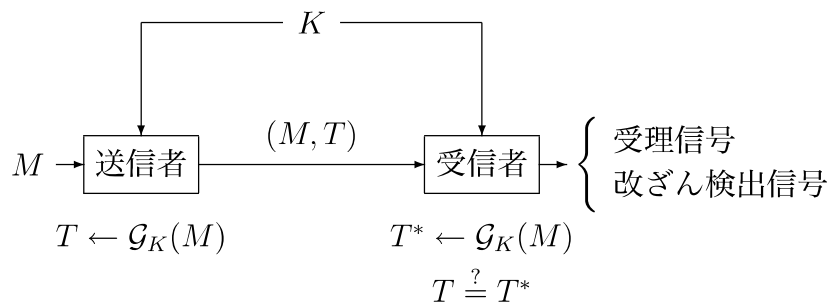 K
(M, T)
M
送信者
受信者
受理信号
改ざん検出信号
T ← 𝒢_K(M)
T* ← 𝒢_K(M)
T ≟ T*